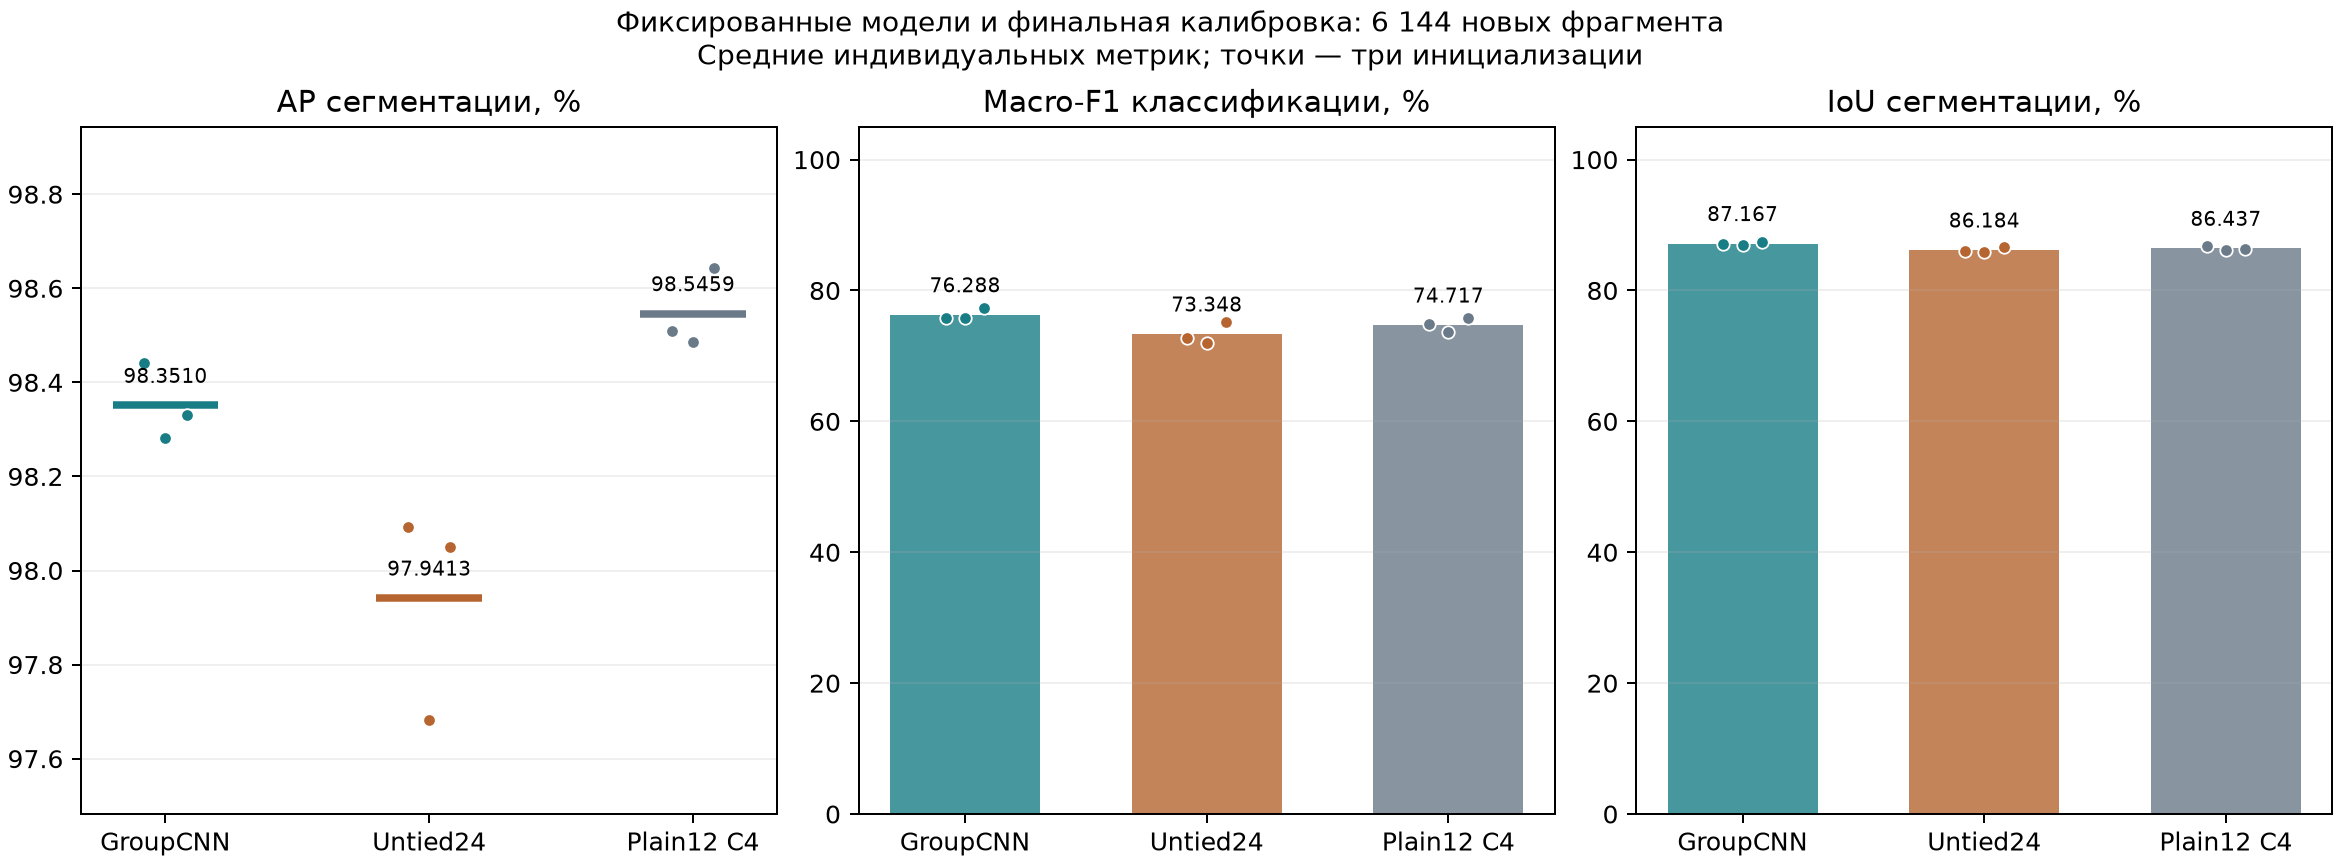 Фиксированные модели и финальная калибровка: 6 144 новых фрагмента
Средние индивидуальных метрик; точки — три инициализации
AP сегментации, %
98.8
98.6
98.4
98.2
98.0
97.8
97.6
98.3510
97.9413
98.5459
GroupCNN
Untied24
Plain12 C4
Macro-F1 классификации, %
100
80
60
40
20
0
76.288
73.348
74.717
GroupCNN
Untied24
Plain12 C4
IoU сегментации, %
100
80
60
40
20
0
87.167
86.184
86.437
GroupCNN
Untied24
Plain12 C4